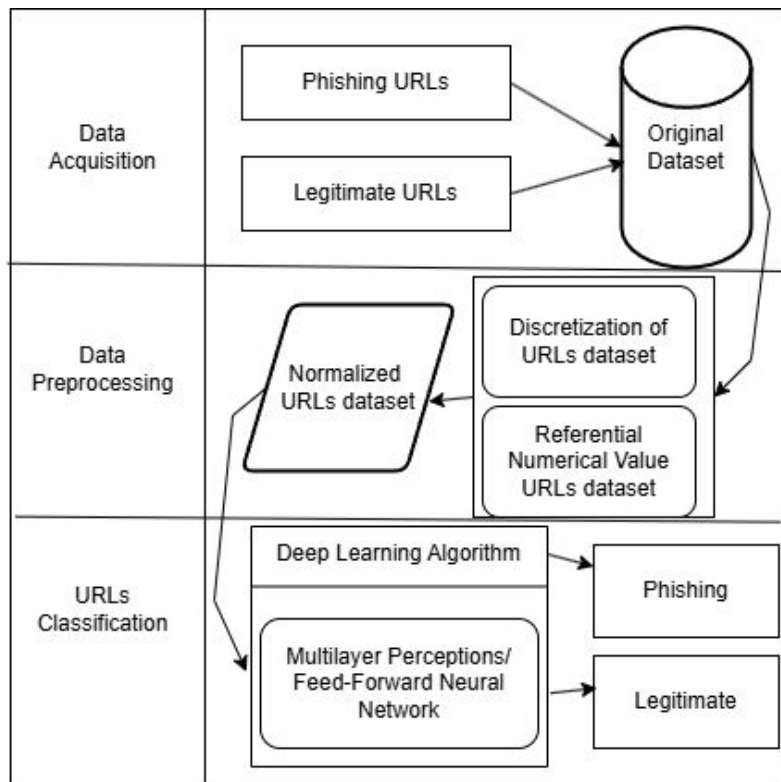 Data
Acquisition
Phishing URLs
Legitimate URLs
Original
Dataset
Data
Preprocessing
Normalized
URLs dataset
Discretization of
URLs dataset
Referential
Numerical Value
URLs dataset
URLs
Classification
Deep Learning Algorithm
Multilayer Perceptions/
Feed-Forward Neural
Network
Phishing
Legitimate